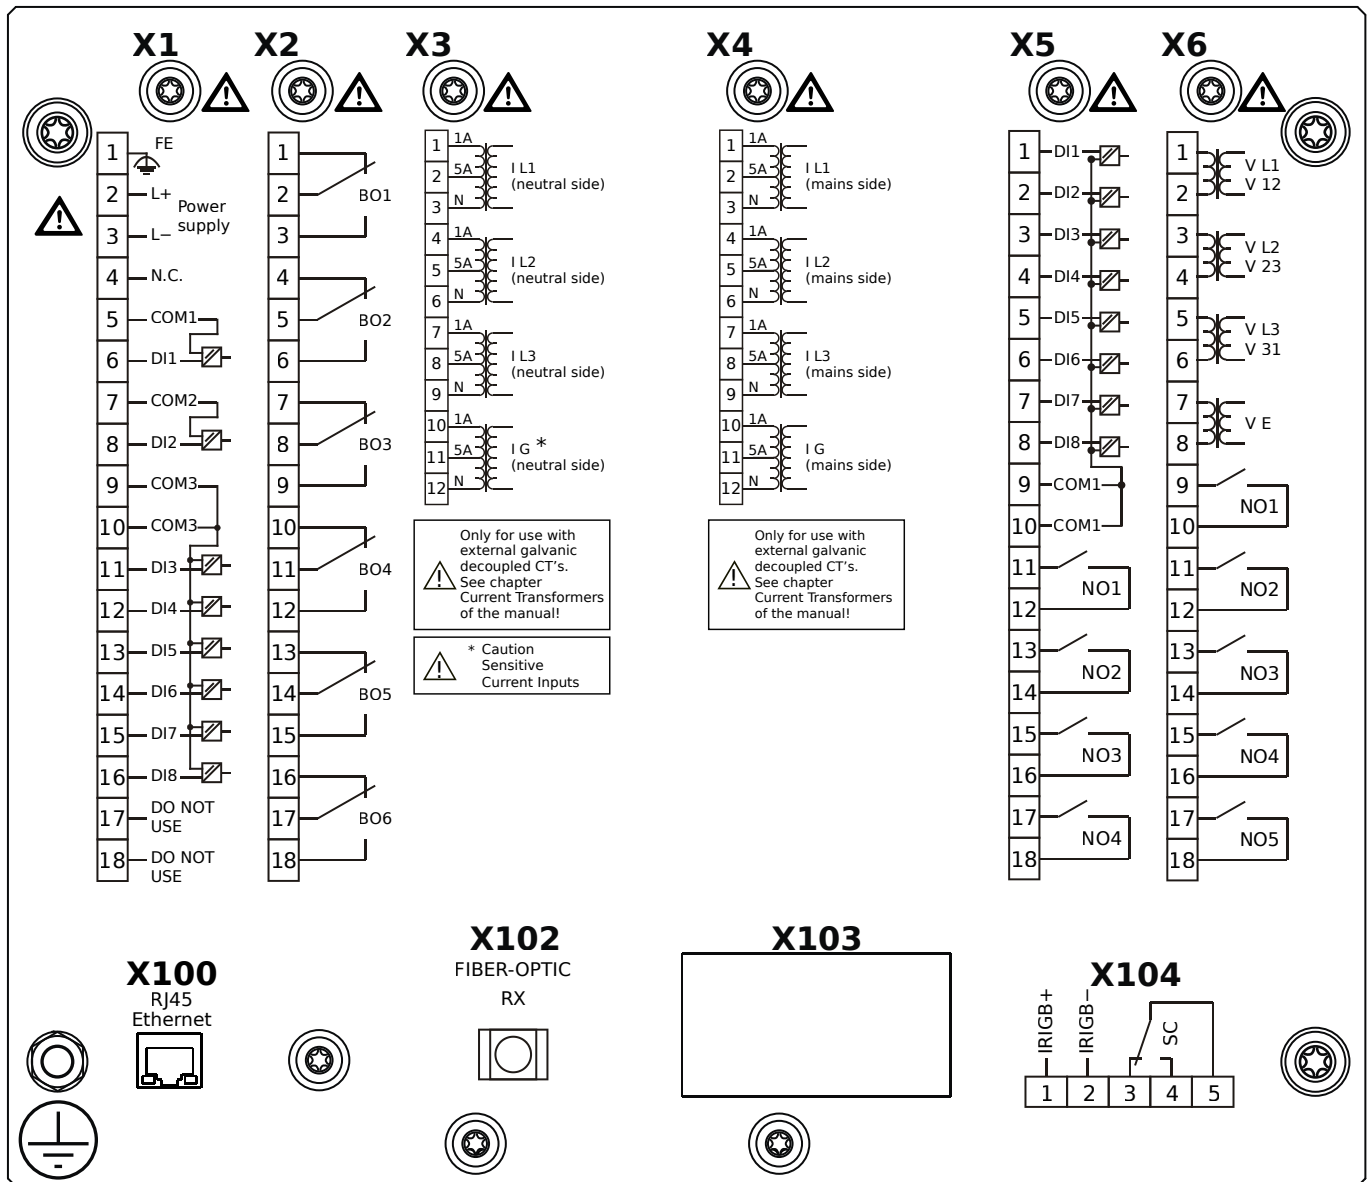 X1
X2
X3
X4
X5
X6
1
FE
2
L+
Power
supply
3
L−
4
N.C.
5
COM1
6
DI1
7
COM2
8
DI2
9
COM3
10
COM3
11
DI3
12
DI4
13
DI5
14
DI6
15
DI7
16
DI8
17
DO NOT
USE
18
DO NOT
USE
1
2
BO1
3
4
5
BO2
6
7
8
BO3
9
10
11
BO4
12
13
14
BO5
15
16
17
BO6
18
1
1A
2
5A
I L1
(neutral side)
3
N
4
1A
5
5A
I L2
(neutral side)
6
N
7
1A
8
5A
I L3
(neutral side)
9
N
10
1A
11
5A
I G *
(neutral side)
12
N
Only for use with
external galvanic
decoupled CT's.
See chapter
Current Transformers
of the manual!
* Caution
Sensitive
Current Inputs
1
1A
2
5A
I L1
(mains side)
3
N
4
1A
5
5A
I L2
(mains side)
6
N
7
1A
8
5A
I L3
(mains side)
9
N
10
1A
11
5A
I G
(mains side)
12
N
Only for use with
external galvanic
decoupled CT's.
See chapter
Current Transformers
of the manual!
1
DI1
2
DI2
3
DI3
4
DI4
5
DI5
6
DI6
7
DI7
8
DI8
9
COM1
10
COM1
11
NO1
12
13
NO2
14
15
NO3
16
17
NO4
18
1
V L1
V 12
2
3
V L2
V 23
4
5
V L3
V 31
6
7
V E
8
9
NO1
10
11
NO2
12
13
NO3
14
15
NO4
16
17
NO5
18
X100
RJ45
Ethernet
X102
FIBER-OPTIC
RX
X103
X104
IRIGB+
IRIGB−
SC
1 2 3 4 5